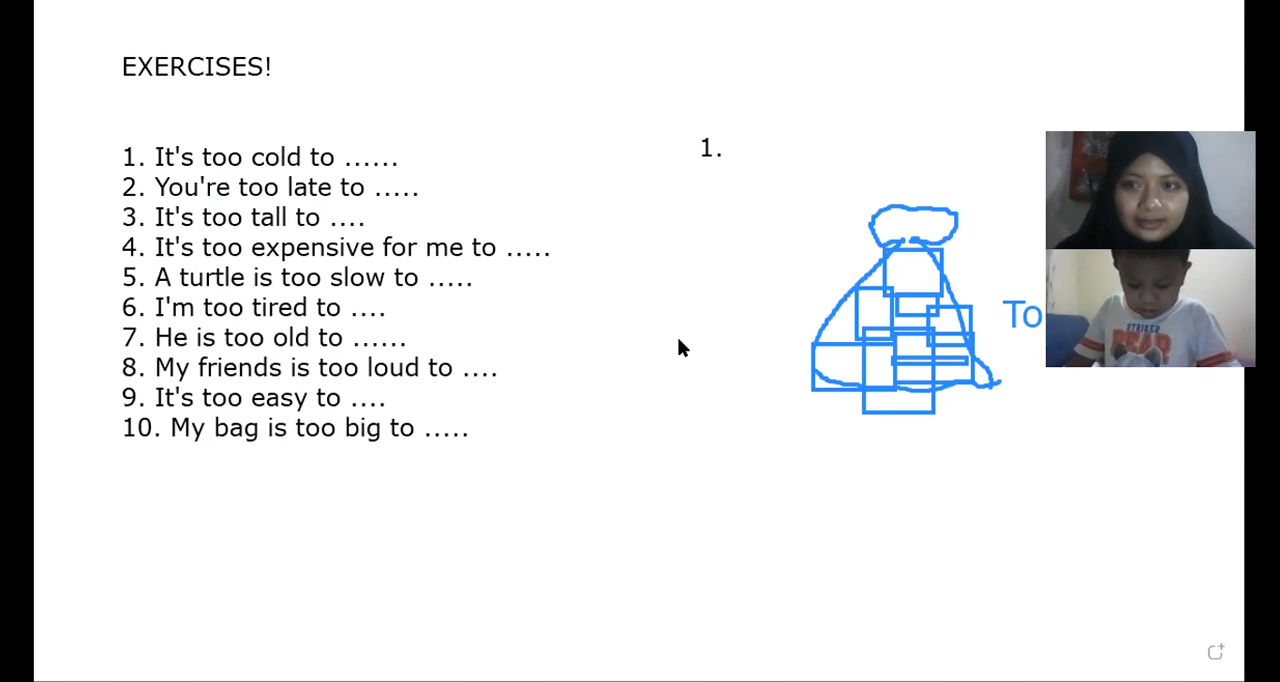 EXERCISES!
1. It's too cold to ......
2. You're too late to .....
3. It's too tall to ....
4. It's too expensive for me to .....
5. A turtle is too slow to .....
6. I'm too tired to ....
7. He is too old to ......
8. My friends is too loud to ....
9. It's too easy to ....
10. My bag is too big to .....
1.
To
STRIKER